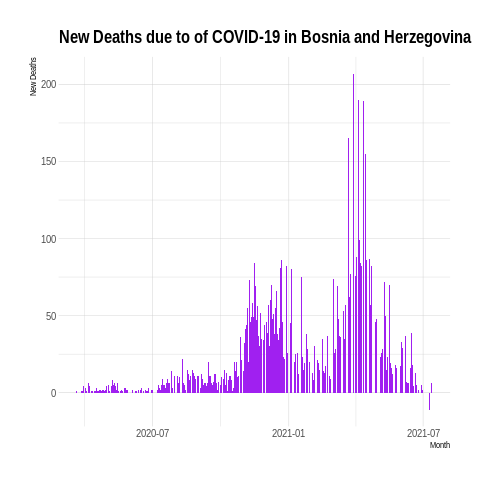 New Deaths due to of COVID-19 in Bosnia and Herzegovina
New Deaths
200
150
100
50
0
2020-07
2021-01
2021-07
Month